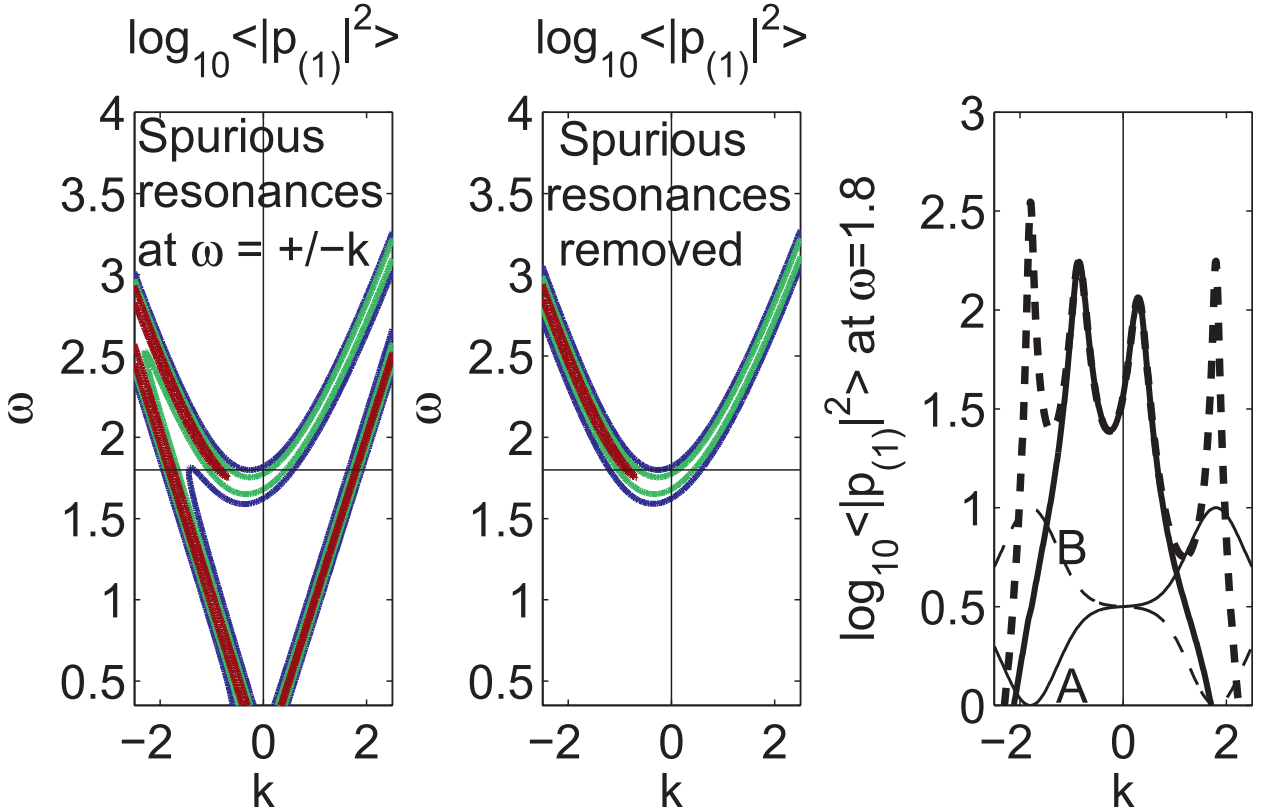 log10<|p(1)|2>
Spurious
resonances
at ω = +/−k
4
3.5
3
2.5
2
1.5
1
0.5
ω
−2 0 2
k
log10<|p(1)|2>
Spurious
resonances
removed
4
3.5
3
2.5
2
1.5
1
0.5
ω
−2 0 2
k
log10<|p(1)|2> at ω=1.8
3
2.5
2
1.5
1
0.5
0
B
A
−2 0 2
k